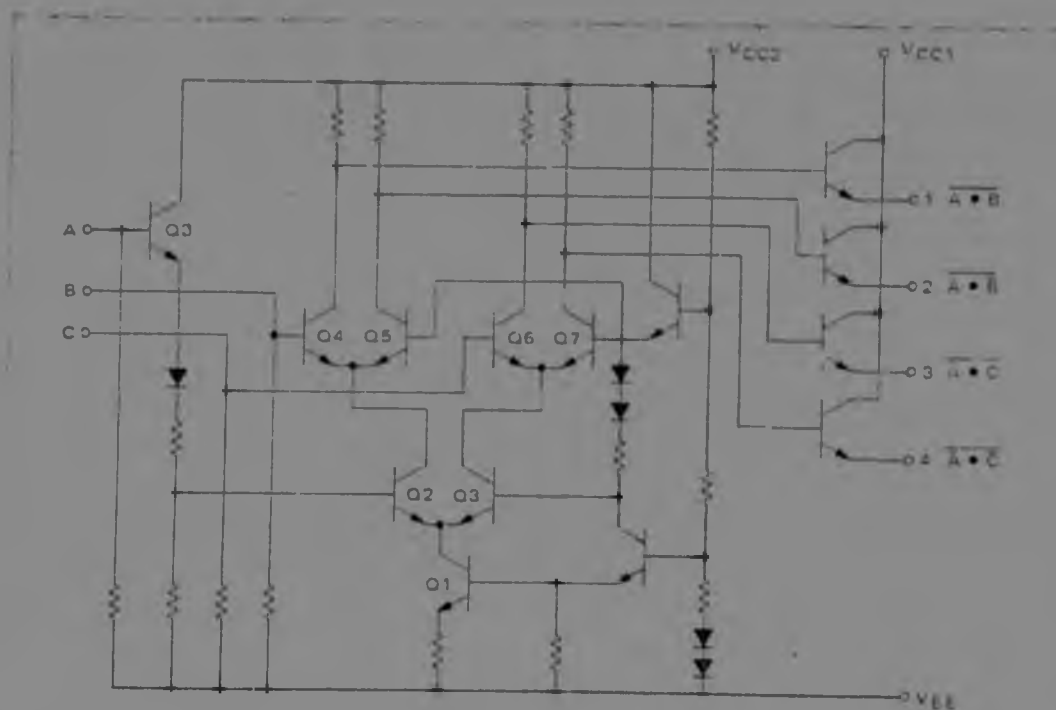 VCC2
VCC1
A
Q3
B
C
Q4
Q5
Q6
Q7
1 A • B
2 A • B
3 A • C
4 A • C
Q2
Q3
Q1
VEE